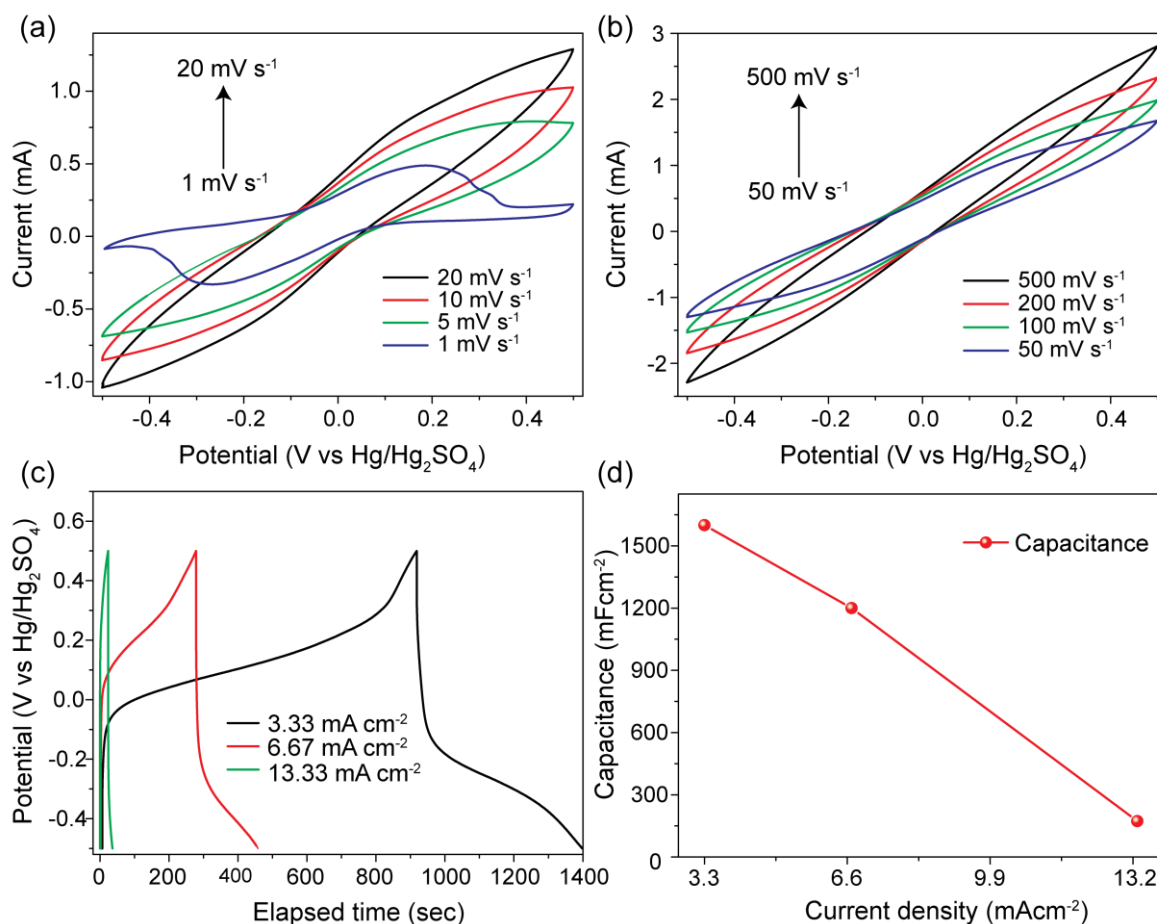 (a)
20 mV s⁻¹
1 mV s⁻¹
1.0
0.5
0.0
-0.5
-1.0
Current (mA)
20 mV s⁻¹
10 mV s⁻¹
5 mV s⁻¹
1 mV s⁻¹
-0.4 -0.2 0.0 0.2 0.4
Potential (V vs Hg/Hg₂SO₄)
(b)
500 mV s⁻¹
50 mV s⁻¹
3
2
1
0
-1
-2
Current (mA)
500 mV s⁻¹
200 mV s⁻¹
100 mV s⁻¹
50 mV s⁻¹
-0.4 -0.2 0.0 0.2 0.4
Potential (V vs Hg/Hg₂SO₄)
(c)
0.6
0.4
0.2
0.0
-0.2
-0.4
Potential (V vs Hg/Hg₂SO₄)
3.33 mA cm⁻²
6.67 mA cm⁻²
13.33 mA cm⁻²
0 200 400 600 800 1000 1200 1400
Elapsed time (sec)
(d)
1500
1200
900
600
300
0
Capacitance (mFcm⁻²)
Capacitance
3.3 6.6 9.9 13.2
Current density (mAcm⁻²)